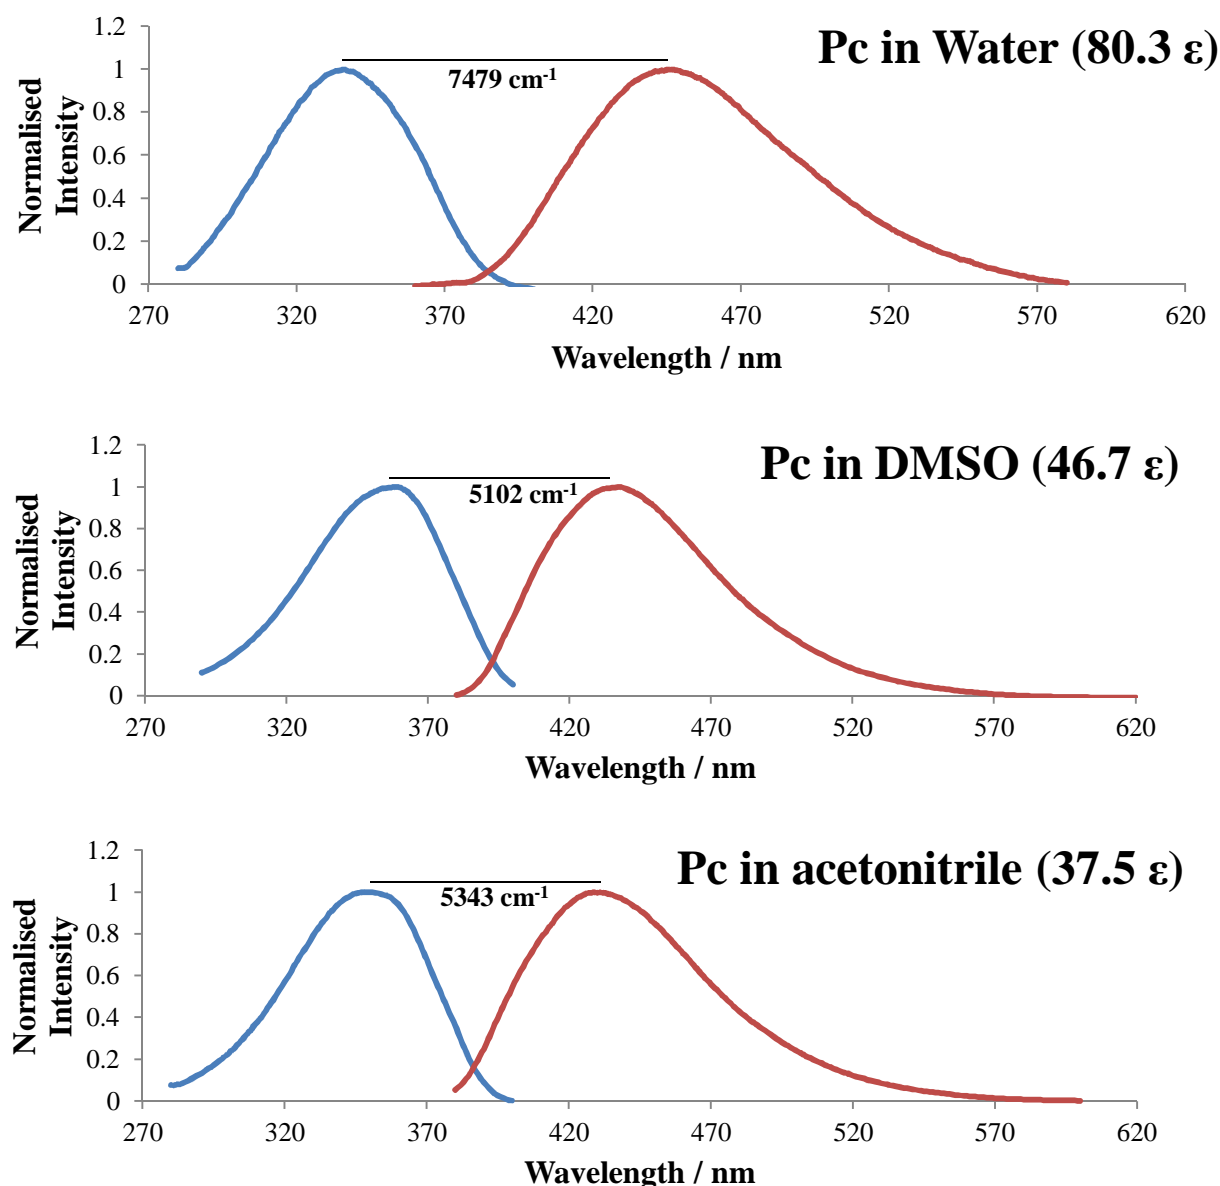 Pc in Water (80.3 ε)
7479 cm-1
Normalised
Intensity
1.2
1
0.8
0.6
0.4
0.2
0
270 320 370 420 470 520 570 620
Wavelength / nm
Pc in DMSO (46.7 ε)
5102 cm-1
Normalised
Intensity
1.2
1
0.8
0.6
0.4
0.2
0
270 320 370 420 470 520 570 620
Wavelength / nm
Pc in acetonitrile (37.5 ε)
5343 cm-1
Normalised
Intensity
1.2
1
0.8
0.6
0.4
0.2
0
270 320 370 420 470 520 570 620
Wavelength / nm